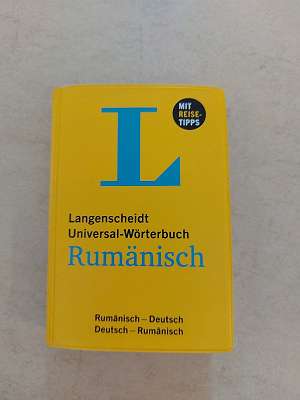 L
MIT
REISE-
TIPPS
Langenscheidt
Universal-Wörterbuch
Rumänisch
Rumänisch – Deutsch
Deutsch – Rumänisch